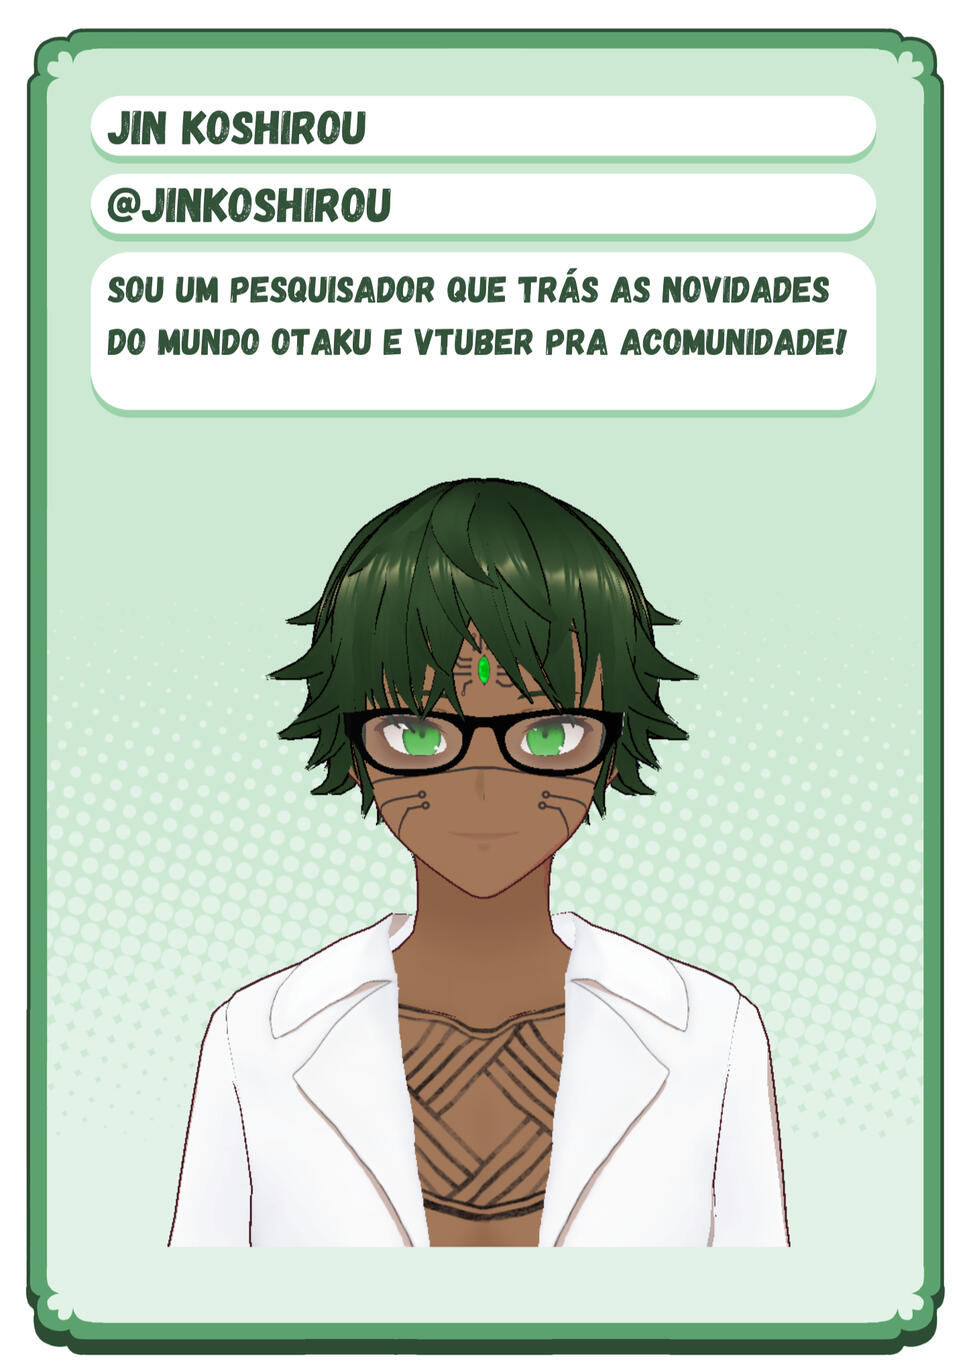 JIN KOSHIROU
@JINKOSHIROU
SOU UM PESQUISADOR QUE TRÁS AS NOVIDADES
DO MUNDO OTAKU E VTUBER PRA ACOMUNIDADE!